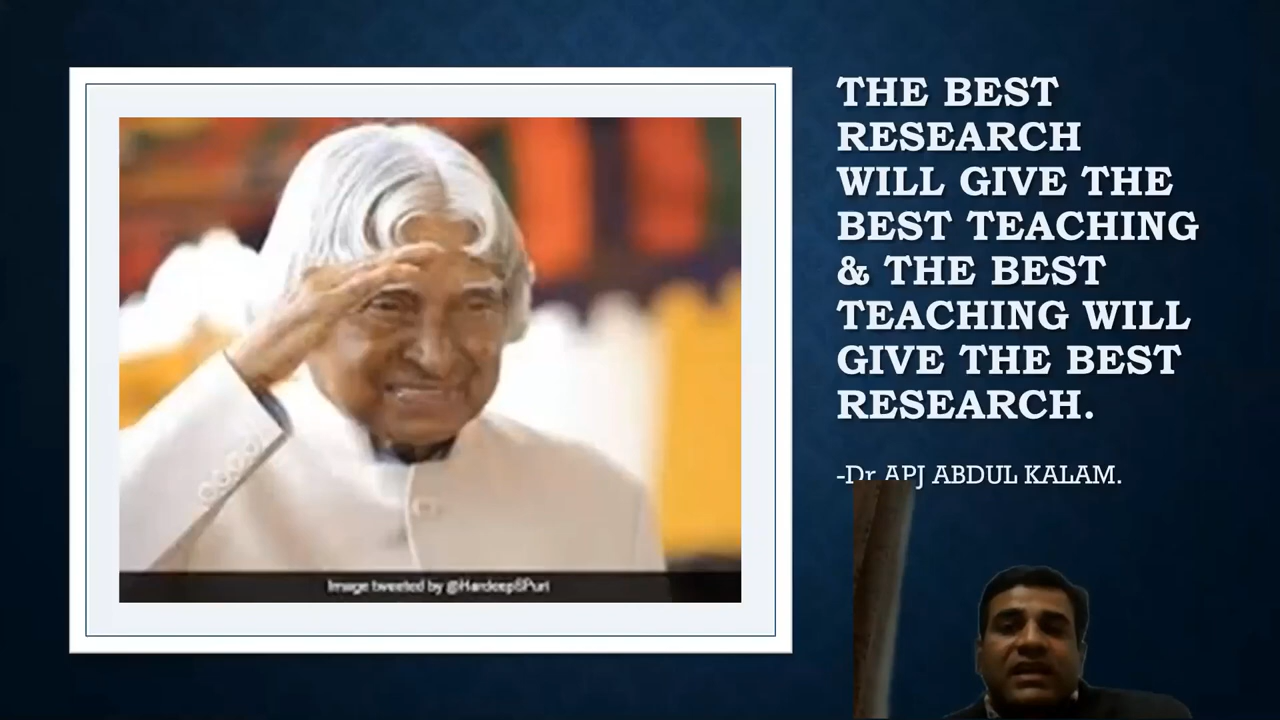 THE BEST
RESEARCH
WILL GIVE THE
BEST TEACHING
& THE BEST
TEACHING WILL
GIVE THE BEST
RESEARCH.
-Dr APJ ABDUL KALAM.
Image tweeted by @HardeepSPuri